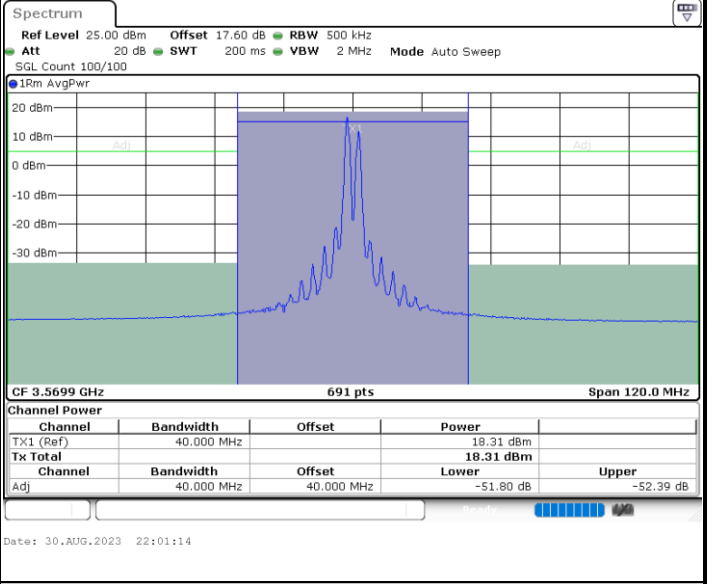 Spectrum
Ref Level 25.00 dBm Offset 17.60 dB RBW 500 kHz
Att 20 dB SWT 200 ms VBW 2 MHz Mode Auto Sweep
SGL Count 100/100
1Rm AvgPwr
20 dBm
TX1
10 dBm
Adj Adj
0 dBm
-10 dBm
-20 dBm
-30 dBm
CF 3.5699 GHz 691 pts Span 120.0 MHz
Channel Power
Channel Bandwidth Offset Power
TX1 (Ref) 40.000 MHz 18.31 dBm
Tx Total 18.31 dBm
Channel Bandwidth Offset Lower Upper
Adj 40.000 MHz 40.000 MHz -51.80 dB -52.39 dB
Ready
Date: 30.AUG.2023 22:01:14